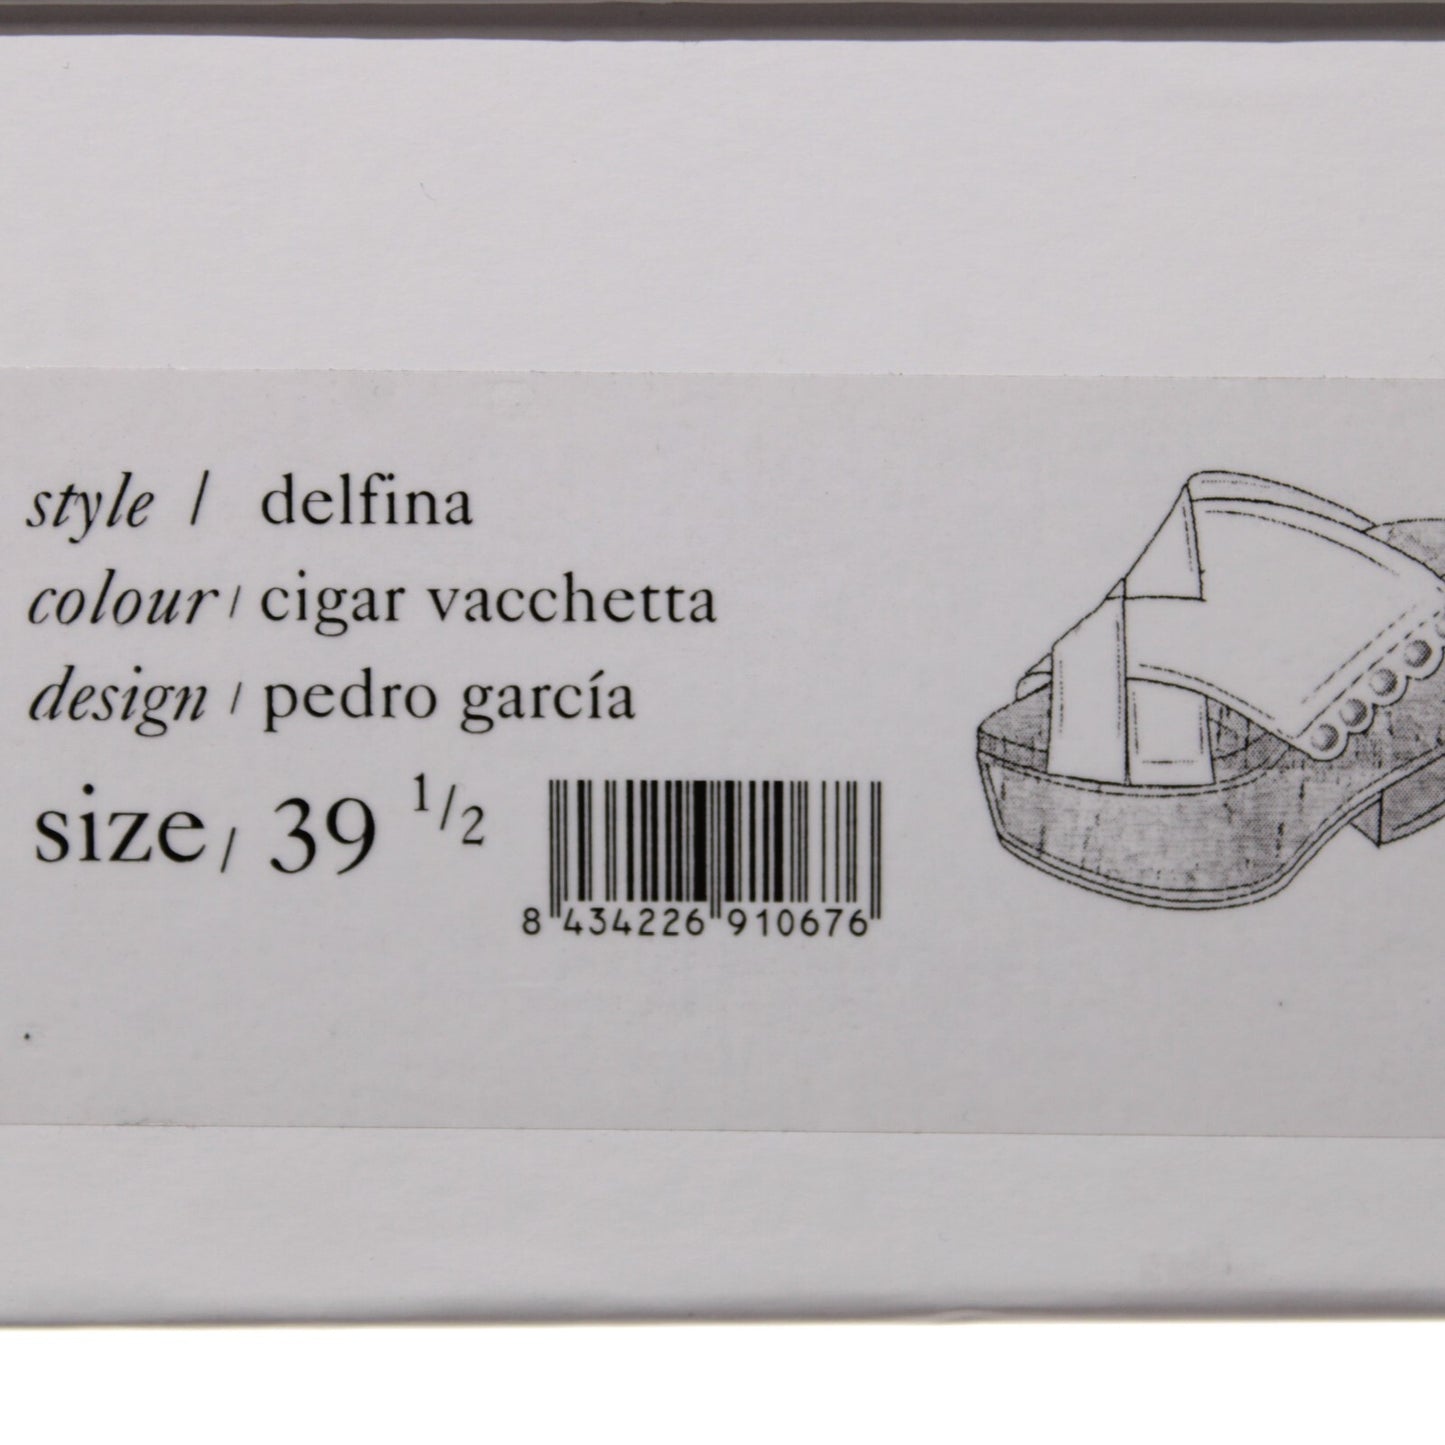 style / delfina
colour / cigar vacchetta
design / pedro garcía
size / 39 1/2
8 434226 910676